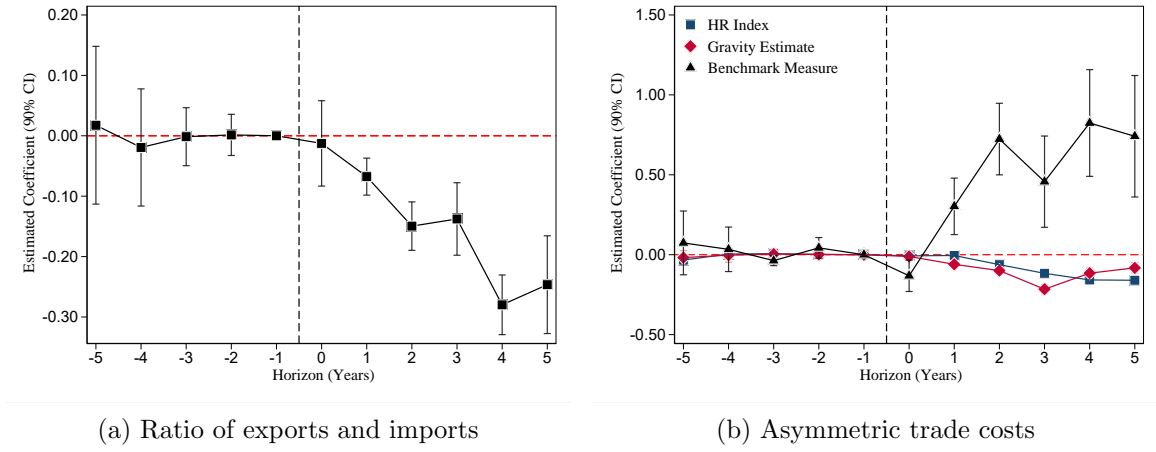 Estimated Coefficient (90% CI)
0.20
0.10
0.00
-0.10
-0.20
-0.30
-5 -4 -3 -2 -1 0 1 2 3 4 5
Horizon (Years)
(a) Ratio of exports and imports
Estimated Coefficient (90% CI)
1.50
1.00
0.50
0.00
-0.50
HR Index
Gravity Estimate
Benchmark Measure
-5 -4 -3 -2 -1 0 1 2 3 4 5
Horizon (Years)
(b) Asymmetric trade costs